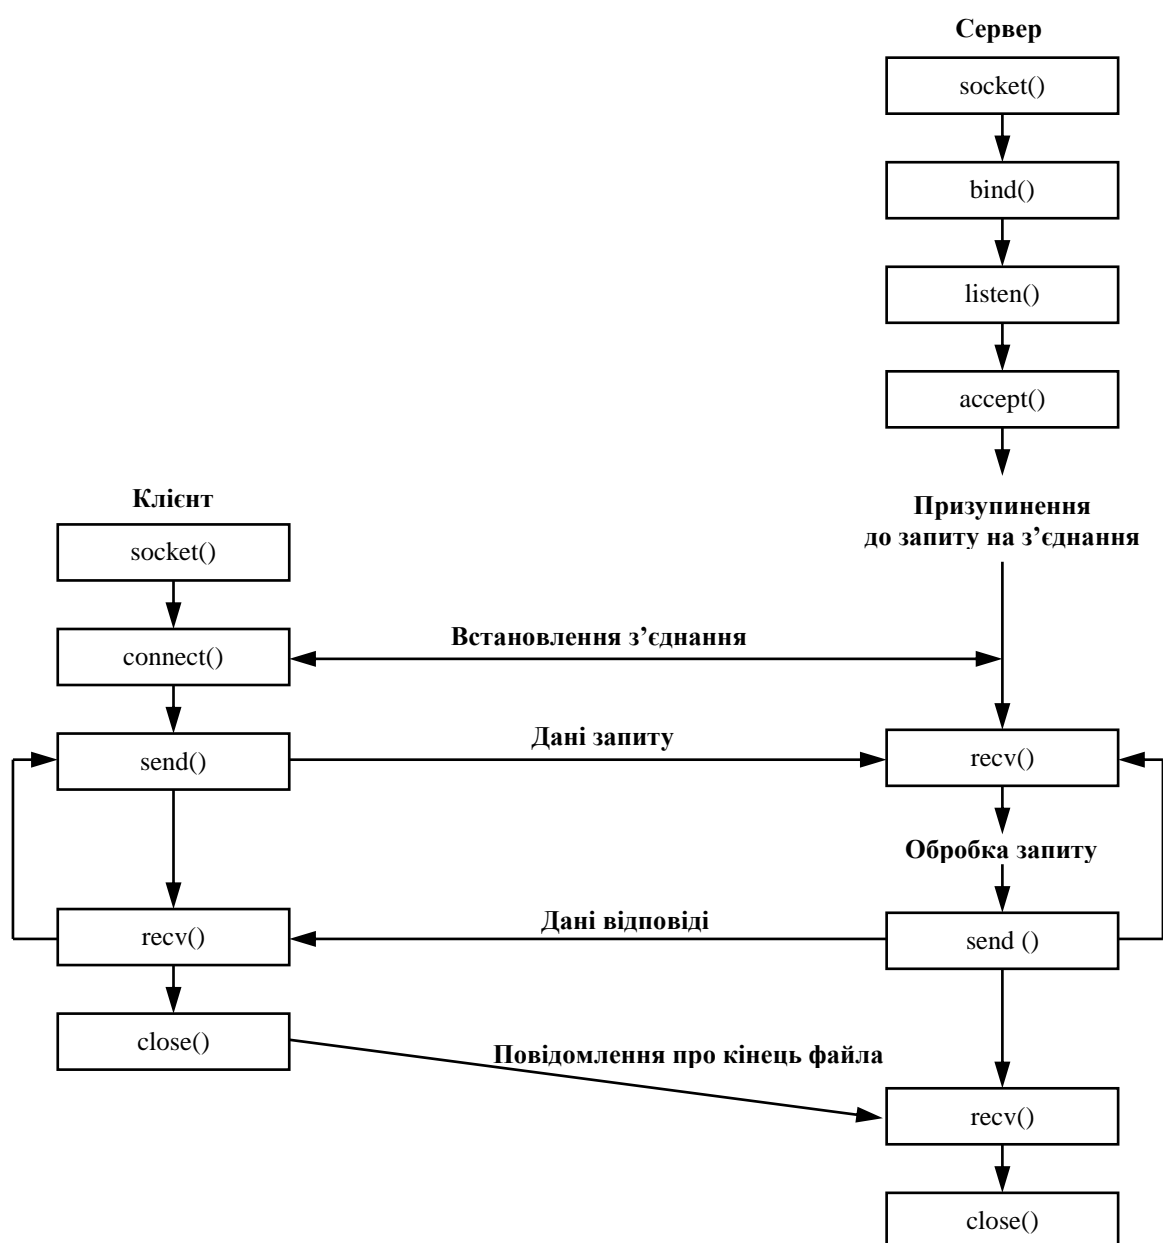 Сервер
socket()
bind()
listen()
accept()
Призупинення
до запиту на з’єднання
Клієнт
socket()
connect()
Встановлення з’єднання
send()
Дані запиту
recv()
Обробка запиту
recv()
Дані відповіді
send ()
close()
Повідомлення про кінець файла
recv()
close()